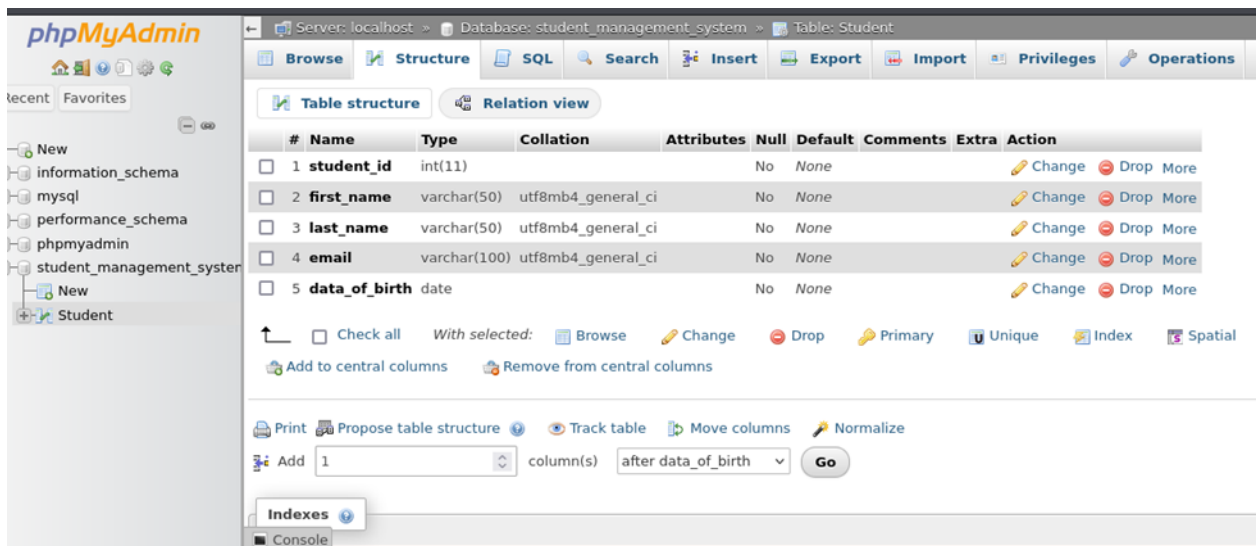 phpMyAdmin
Recent Favorites
New
information_schema
mysql
performance_schema
phpmyadmin
student_management_system
New
Student
Server: localhost » Database: student_management_system » Table: Student
Browse Structure SQL Search Insert Export Import Privileges Operations
Table structure Relation view
# Name Type Collation Attributes Null Default Comments Extra Action
1 student_id int(11) No None Change Drop More
2 first_name varchar(50) utf8mb4_general_ci No None Change Drop More
3 last_name varchar(50) utf8mb4_general_ci No None Change Drop More
4 email varchar(100) utf8mb4_general_ci No None Change Drop More
5 data_of_birth date No None Change Drop More
Check all With selected: Browse Change Drop Primary Unique Index Spatial
Add to central columns Remove from central columns
Print Propose table structure Track table Move columns Normalize
Add 1 column(s) after data_of_birth Go
Indexes
Console